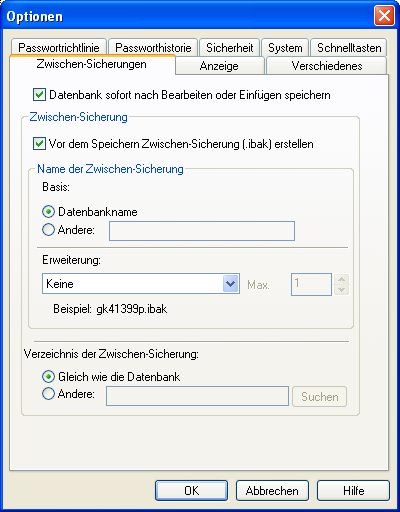 Optionen
Passwortrichtlinie Passworthistorie Sicherheit System Schnelltasten
Zwischen-Sicherungen Anzeige Verschiedenes
Datenbank sofort nach Bearbeiten oder Einfügen speichern
Zwischen-Sicherung
Vor dem Speichern Zwischen-Sicherung (.ibak) erstellen
Name der Zwischen-Sicherung
Basis:
Datenbankname
Andere:
Erweiterung:
Keine Max. 1
Beispiel: gk41399p.ibak
Verzeichnis der Zwischen-Sicherung:
Gleich wie die Datenbank
Andere: Suchen
OK Abbrechen Hilfe